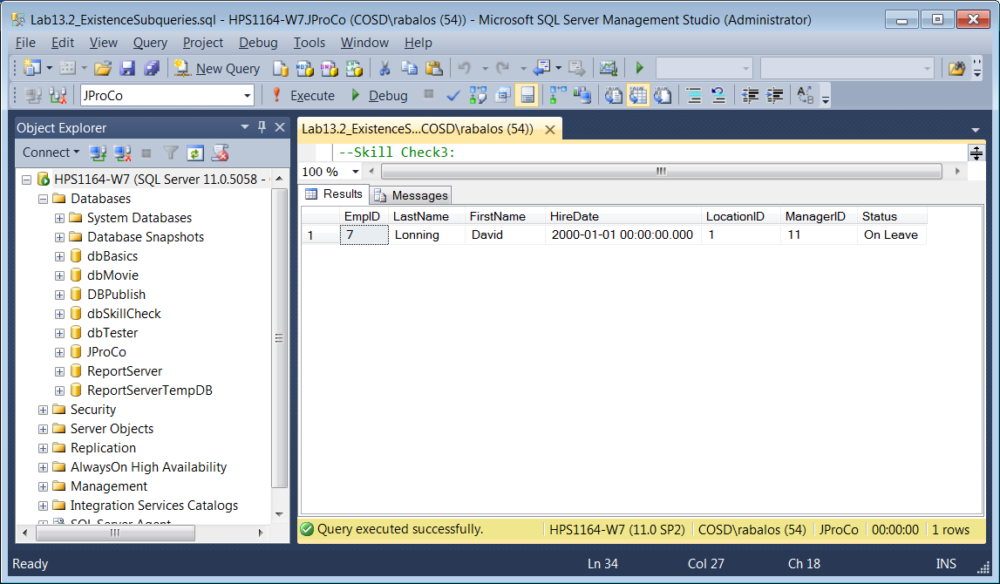 Lab13.2_ExistenceSubqueries.sql - HPS1164-W7.JProCo (COSD\rabalos (54)) - Microsoft SQL Server Management Studio (Administrator)
File Edit View Query Project Debug Tools Window Help
New Query
JProCo Execute Debug
Object Explorer
Connect
HPS1164-W7 (SQL Server 11.0.5058 -
Databases
System Databases
Database Snapshots
dbBasics
dbMovie
DBPublish
dbSkillCheck
dbTester
JProCo
ReportServer
ReportServerTempDB
Security
Server Objects
Replication
AlwaysOn High Availability
Management
Integration Services Catalogs
SQL Server Agent
Lab13.2_ExistenceS...COSD\rabalos (54))
--Skill Check3:
100 %
Results Messages
EmpID LastName FirstName HireDate LocationID ManagerID Status
1 7 Lonning David 2000-01-01 00:00:00.000 1 11 On Leave
Query executed successfully. HPS1164-W7 (11.0 SP2) COSD\rabalos (54) JProCo 00:00:00 1 rows
Ready Ln 34 Col 27 Ch 18 INS